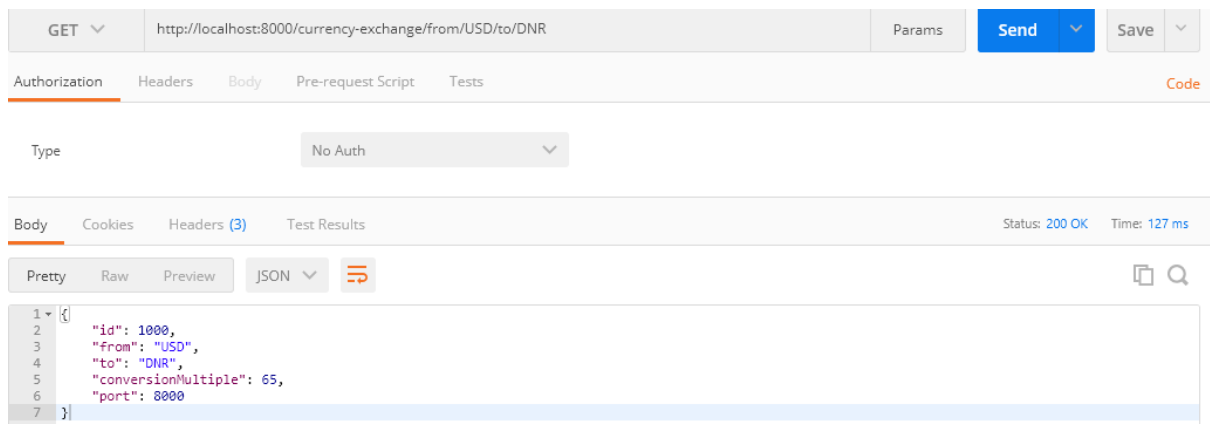 GET http://localhost:8000/currency-exchange/from/USD/to/DNR Params Send Save
Authorization Headers Body Pre-request Script Tests Code
Type No Auth
Body Cookies Headers (3) Test Results Status: 200 OK Time: 127 ms
Pretty Raw Preview JSON
1 {
2 "id": 1000,
3 "from": "USD",
4 "to": "DNR",
5 "conversionMultiple": 65,
6 "port": 8000
7 }